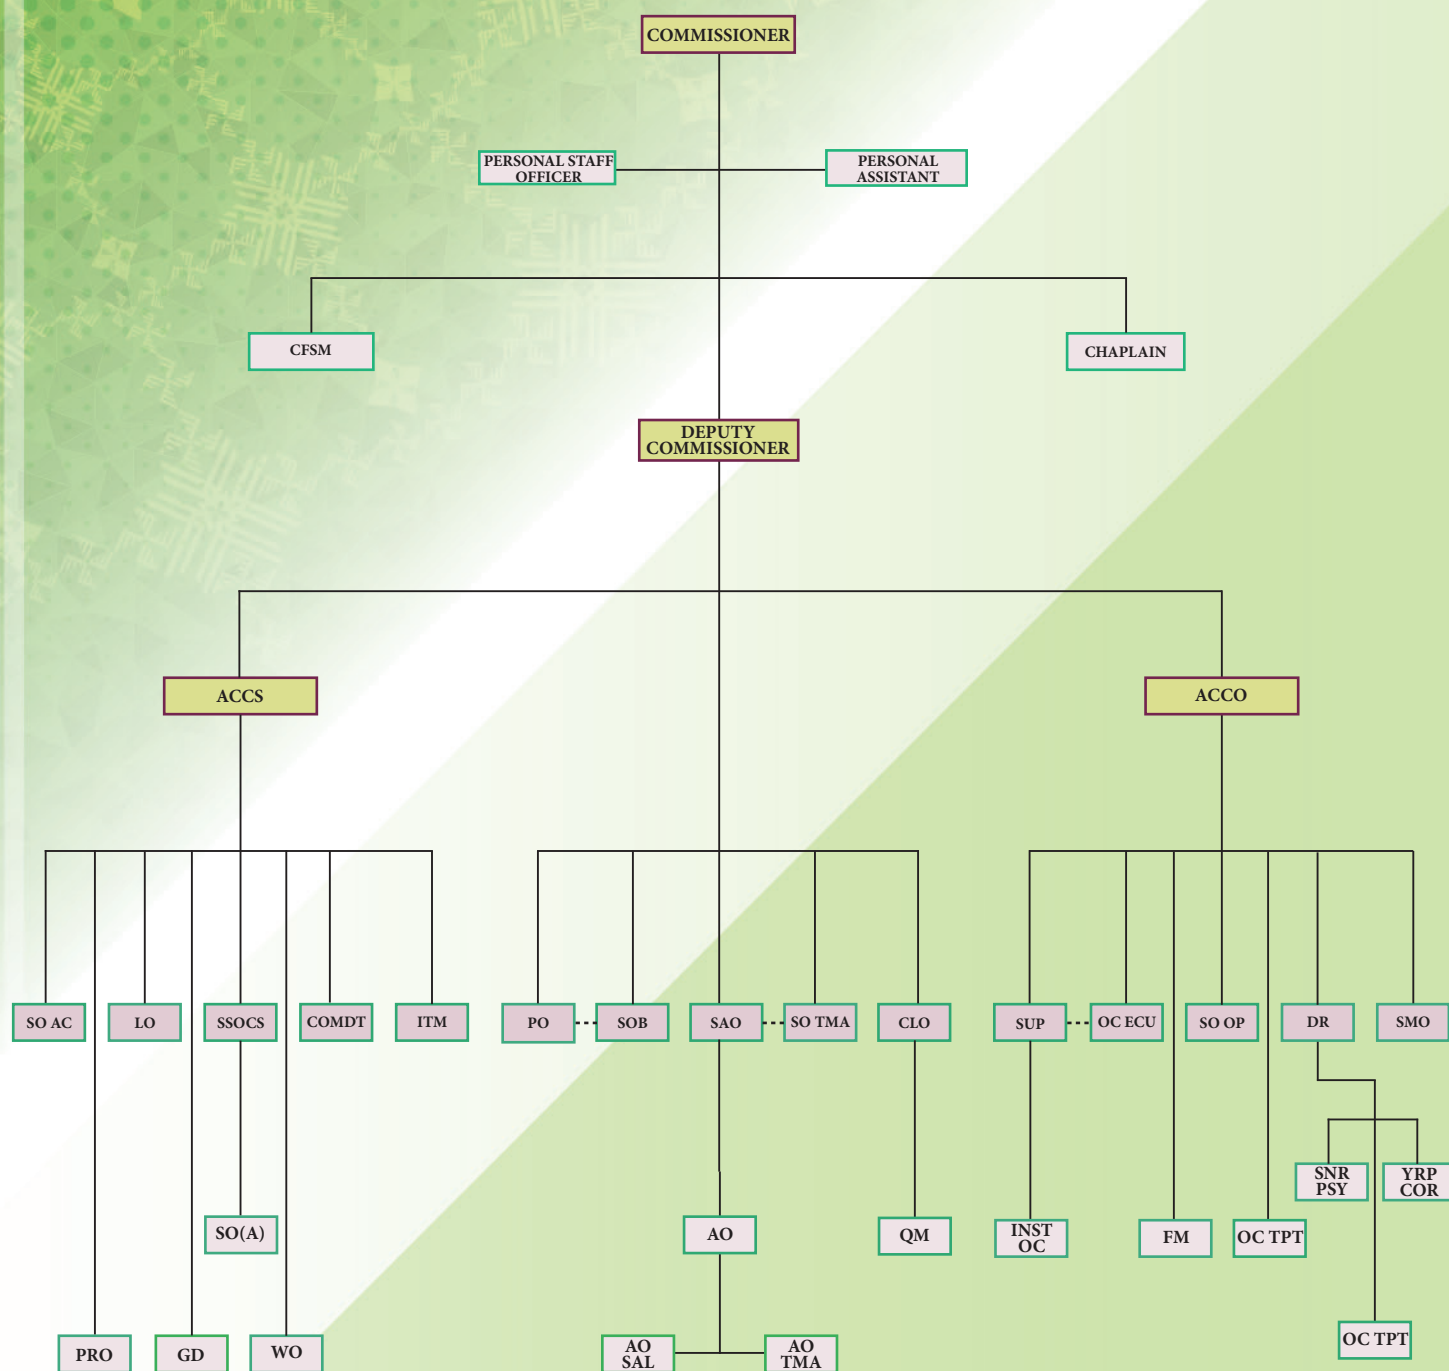 COMMISSIONER
PERSONAL STAFF
OFFICER
PERSONAL
ASSISTANT
CFSM
CHAPLAIN
DEPUTY
COMMISSIONER
ACCS
ACCO
SO AC
LO
SSOCS
COMDT
ITM
PO
SOB
SAO
SO TMA
CLO
SUP
OC ECU
SO OP
DR
SMO
SNR
PSY
YRP
COR
SO(A)
AO
QM
INST
OC
FM
OC TPT
PRO
GD
WO
AO
SAL
AO
TMA
OC TPT